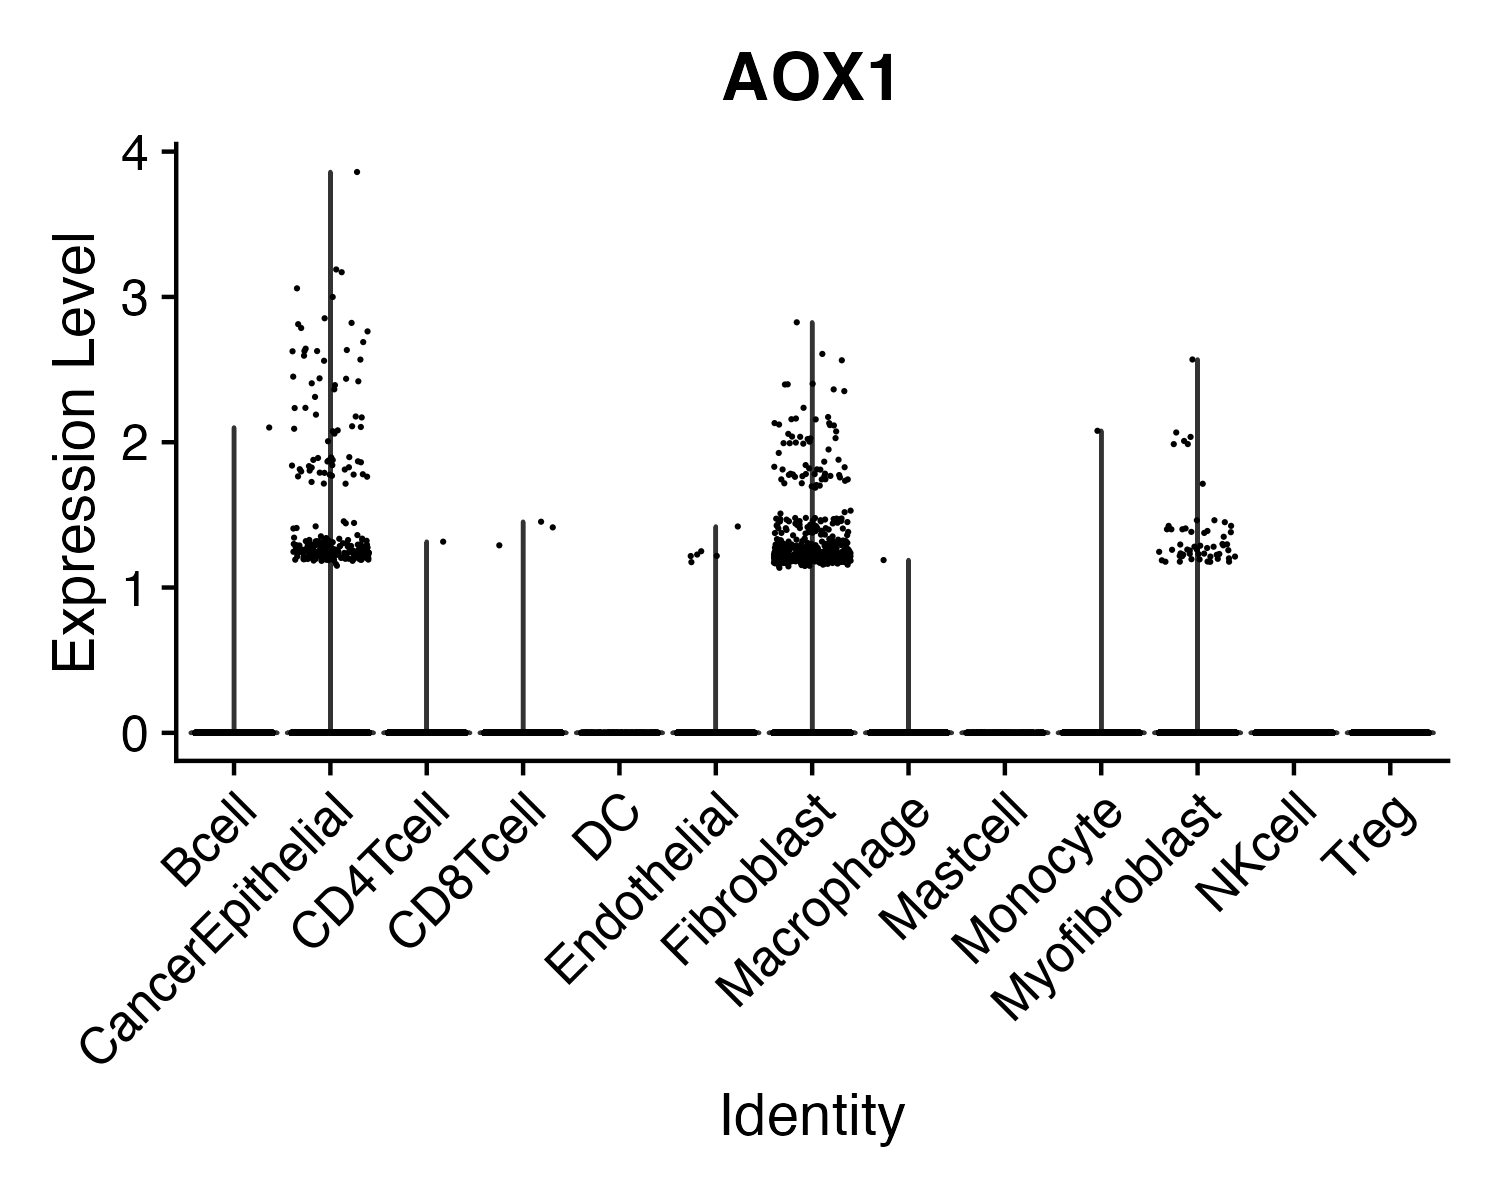 AOX1
Expression Level
4
3
2
1
0
Bcell
CancerEpithelial
CD4Tcell
CD8Tcell
DC
Endothelial
Fibroblast
Macrophage
Mastcell
Monocyte
Myofibroblast
NKcell
Treg
Identity